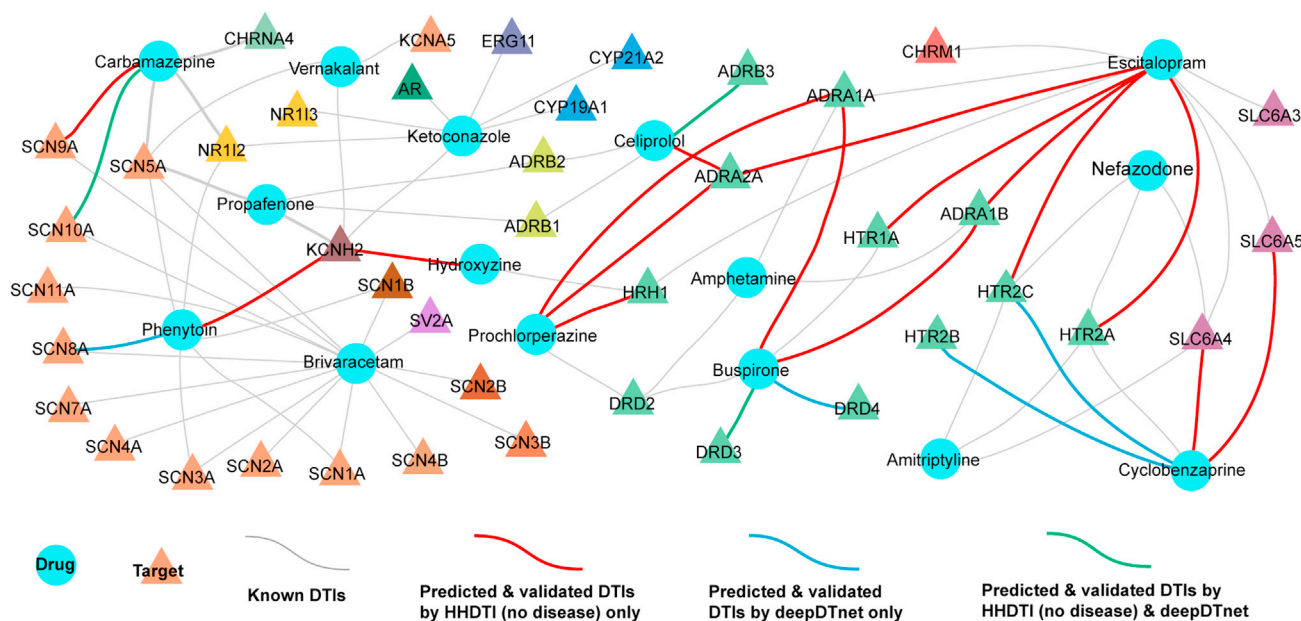 CHRNA4
KCNA5
ERG11
CHRM1
Carbamazepine
Vernakalant
CYP21A2
ADRB3
Escitalopram
AR
ADRA1A
SLC6A3
NR1I3
CYP19A1
SCN9A
NR1I2
Ketoconazole
Celiprolol
SCN5A
ADRB2
ADRA2A
Nefazodone
Propafenone
ADRA1B
SCN10A
ADRB1
HTR1A
SLC6A5
KCNH2
Hydroxyzine
SCN1B
HRH1
Amphetamine
HTR2C
SCN11A
SV2A
Phenytoin
Prochlorperazine
HTR2B
HTR2A
SLC6A4
SCN8A
Brivaracetam
Buspirone
SCN2B
DRD2
DRD4
SCN7A
SCN4A
SCN3B
DRD3
SCN3A
SCN2A
SCN1A
SCN4B
Amitriptyline
Cyclobenzaprine
Drug
Target
Known DTIs
Predicted & validated DTIs
by HHDTI (no disease) only
Predicted & validated
DTIs by deepDTnet only
Predicted & validated DTIs by
HHDTI (no disease) & deepDTnet